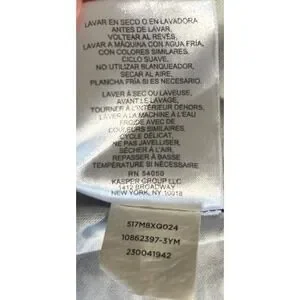 LAVAR EN SECO O EN LAVADORA
ANTES DE LAVAR,
VOLTEAR AL REVÉS,
LAVAR A MÁQUINA CON AGUA FRÍA,
CON COLORES SIMILARES,
CICLO SUAVE,
NO UTILIZAR BLANQUEADOR,
SECAR AL AIRE,
PLANCHA FRÍA SI ES NECESARIO.
LAVER À SEC OU LAVEUSE,
AVANT LE LAVAGE,
TOURNER À L'INTÉRIEUR DEHORS,
LAVER À LA MACHINE À L'EAU
FROIDE AVEC DE
COULEURS SIMILAIRES,
CYCLE DÉLICAT,
NE PAS JAVELLISER,
SÉCHER À L'AIR,
REPASSER À BASSE
TEMPÉRATURE SI NÉCESSAIRE
RN 54050
KASPER GROUP LLC
1412 BROADWAY
NEW YORK, NY 10018
517M8XQ024
10862397-3YM
230041942